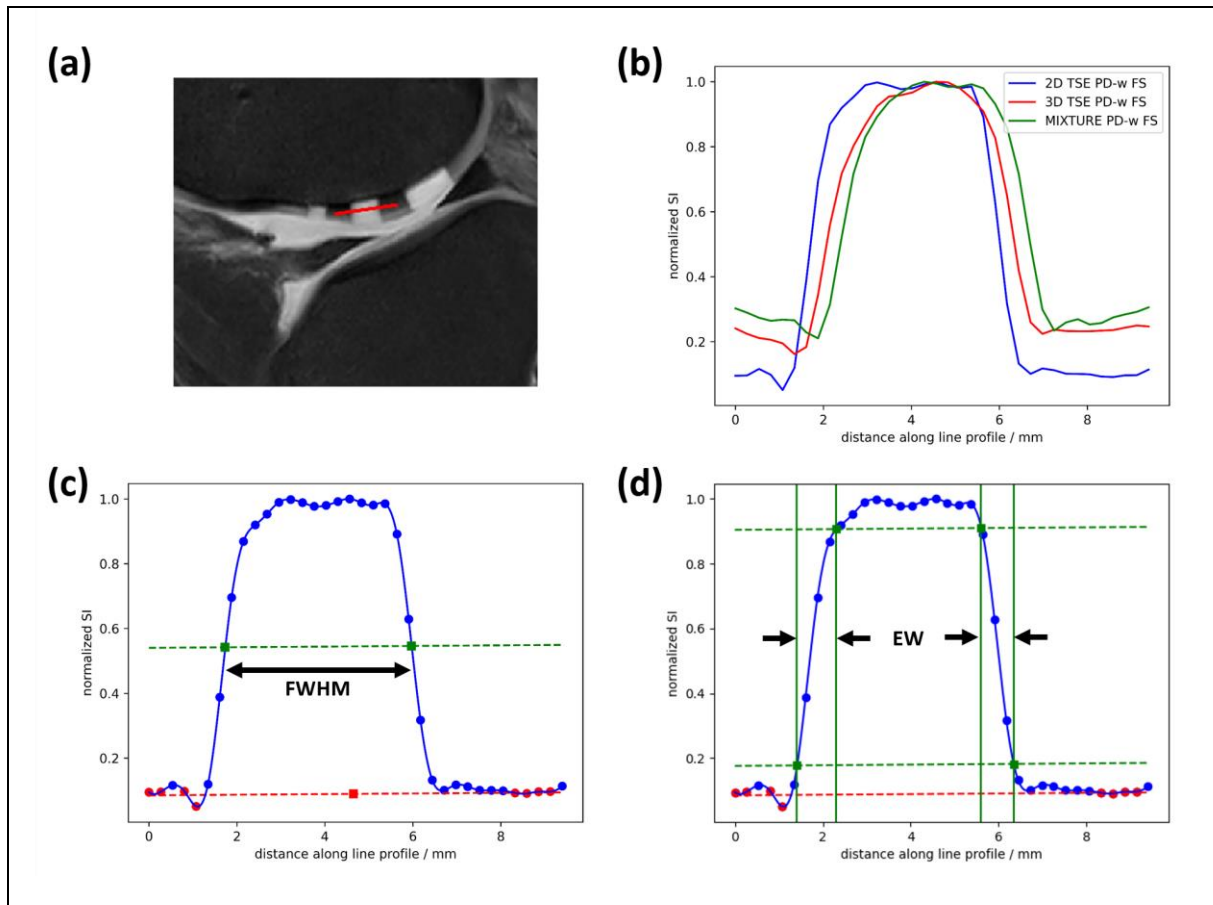 (a)
(b)
1.0
0.8
0.6
0.4
0.2
0
2
4
6
8
normalized SI
distance along line profile / mm
2D TSE PD-w FS
3D TSE PD-w FS
MIXTURE PD-w FS
(c)
1.0
0.8
0.6
0.4
0.2
0
2
4
6
8
normalized SI
distance along line profile / mm
FWHM
(d)
1.0
0.8
0.6
0.4
0.2
0
2
4
6
8
normalized SI
distance along line profile / mm
EW